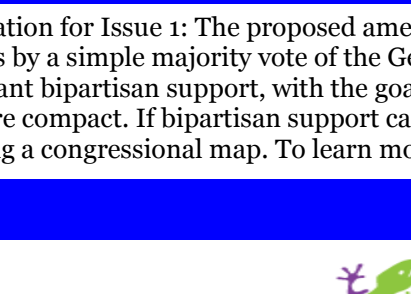 ation for Issue 1: The proposed ame
s by a simple majority vote of the Ge
ant bipartisan support, with the goa
re compact. If bipartisan support ca
ng a congressional map. To learn mo